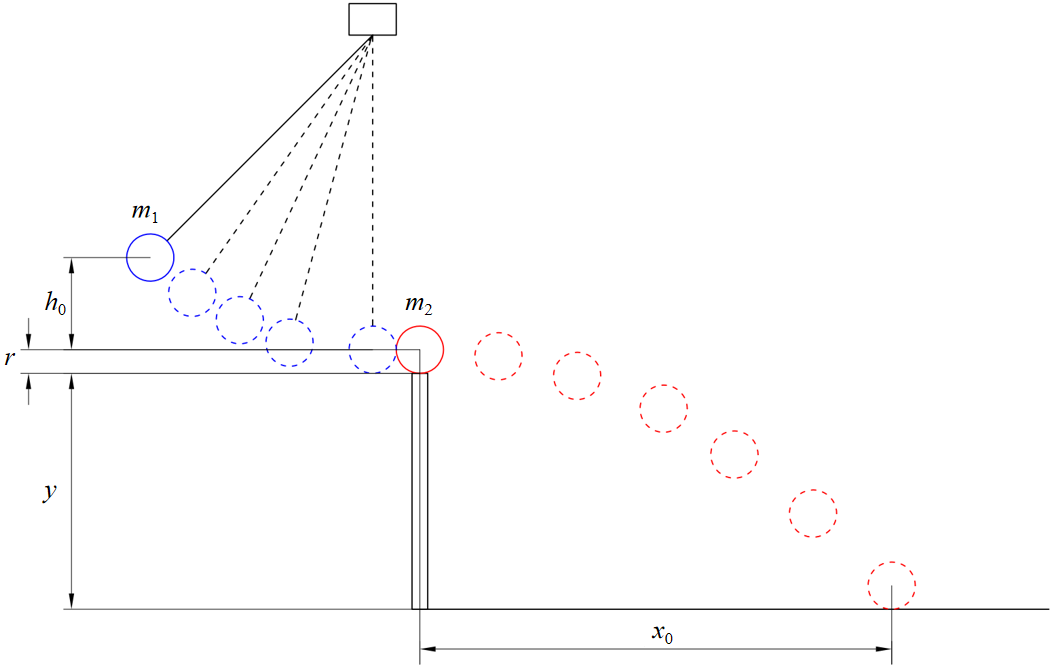 m₁
h₀
m₂
r
y
x₀